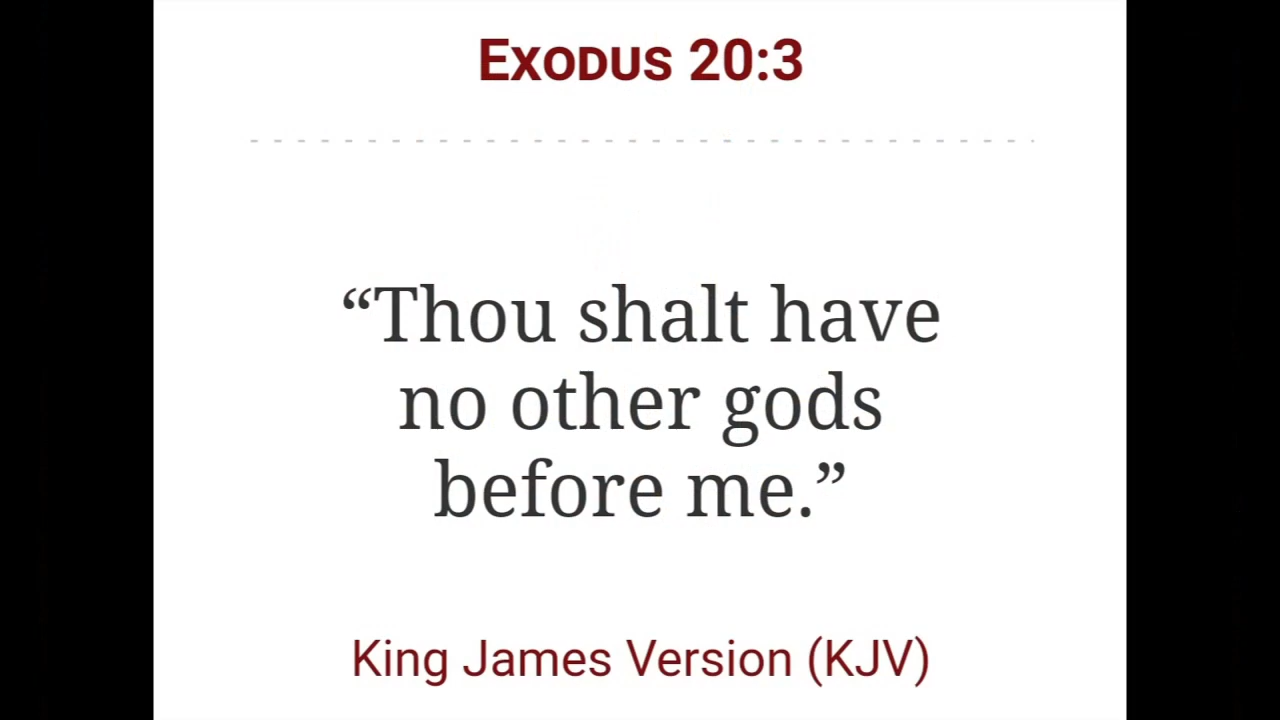 Exodus 20:3
“Thou shalt have
no other gods
before me.”
King James Version (KJV)